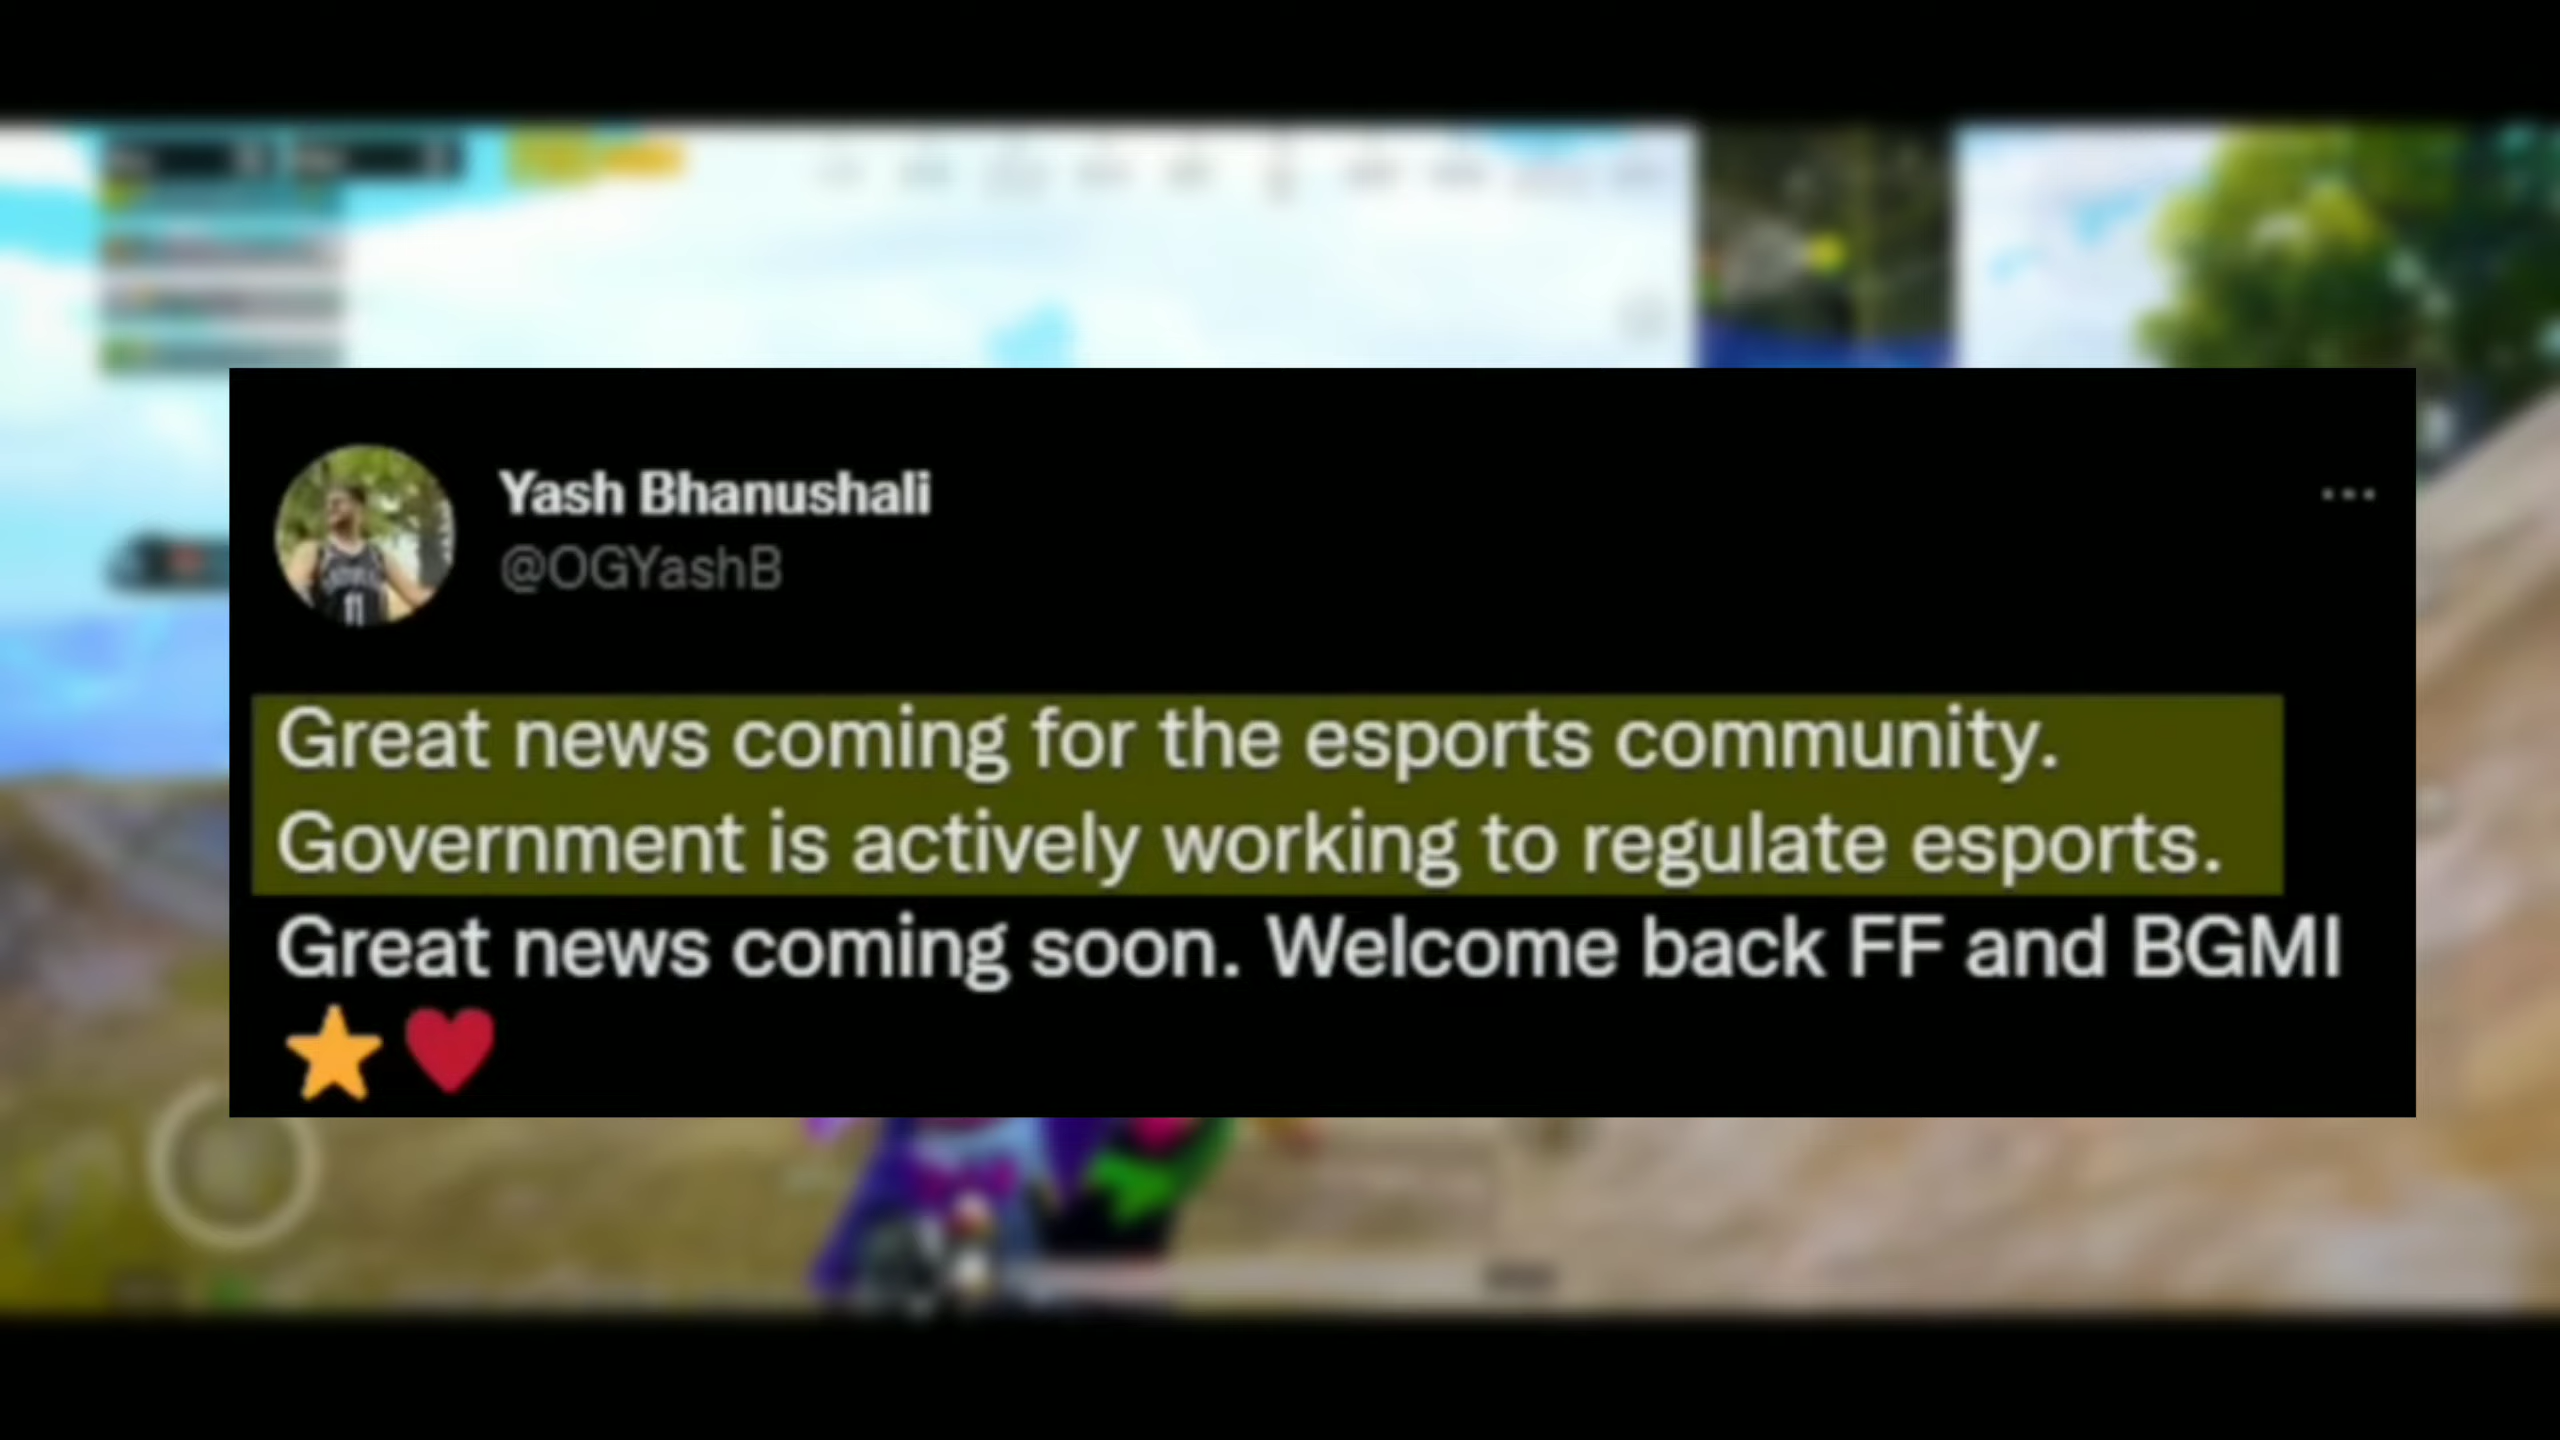 Yash Bhanushali
@OGYashB
Great news coming for the esports community.
Government is actively working to regulate esports.
Great news coming soon. Welcome back FF and BGMI
⭐❤️